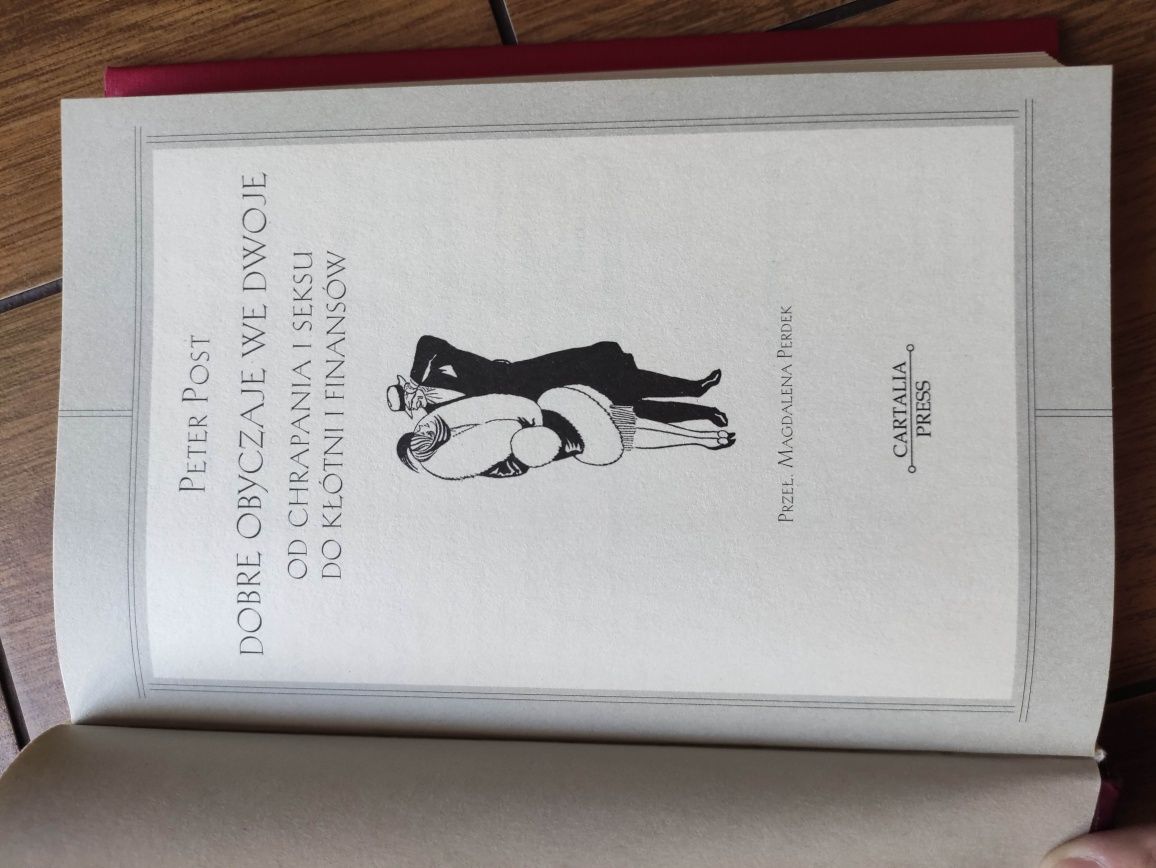 PETER POST
DOBRE OBYCZAJE WE DWOJE
OD CHRAPANIA I SEKSU
DO KŁÓTNI I FINANSÓW
PRZEŁ. MAGDALENA PERDEK
CARTALIA
PRESS